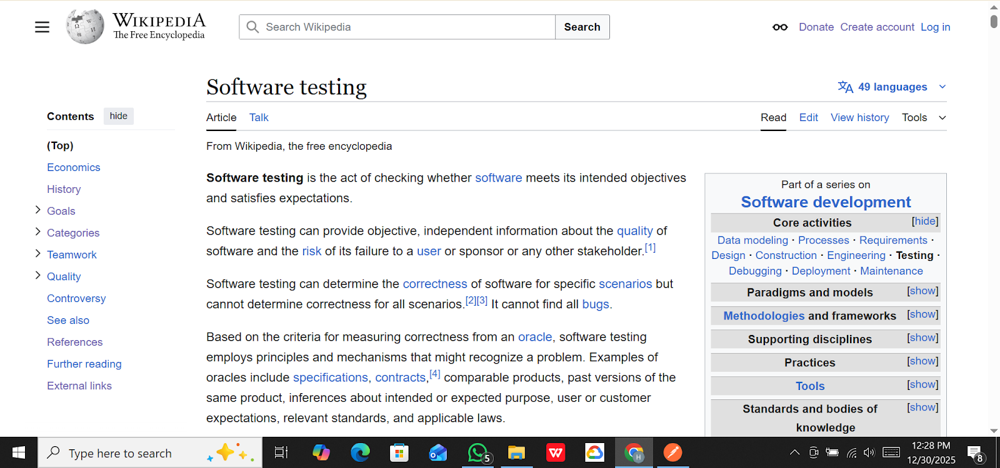 WIKIPEDIA
The Free Encyclopedia
Search Wikipedia
Search
Donate Create account Log in
Software testing
49 languages
Contents hide
Article Talk
Read Edit View history Tools
From Wikipedia, the free encyclopedia
(Top)
Economics
History
Goals
Categories
Teamwork
Quality
Controversy
See also
References
Further reading
External links
Software testing is the act of checking whether software meets its intended objectives
and satisfies expectations.
Software testing can provide objective, independent information about the quality of
software and the risk of its failure to a user or sponsor or any other stakeholder.[1]
Software testing can determine the correctness of software for specific scenarios but
cannot determine correctness for all scenarios.[2][3] It cannot find all bugs.
Based on the criteria for measuring correctness from an oracle, software testing
employs principles and mechanisms that might recognize a problem. Examples of
oracles include specifications, contracts,[4] comparable products, past versions of the
same product, inferences about intended or expected purpose, user or customer
expectations, relevant standards, and applicable laws.
Part of a series on
Software development
Core activities [hide]
Data modeling · Processes · Requirements ·
Design · Construction · Engineering · Testing ·
Debugging · Deployment · Maintenance
Paradigms and models [show]
Methodologies and frameworks [show]
Supporting disciplines [show]
Practices [show]
Tools [show]
Standards and bodies of [show]
knowledge
Type here to search
5
W
H
12:28 PM
12/30/2025
8